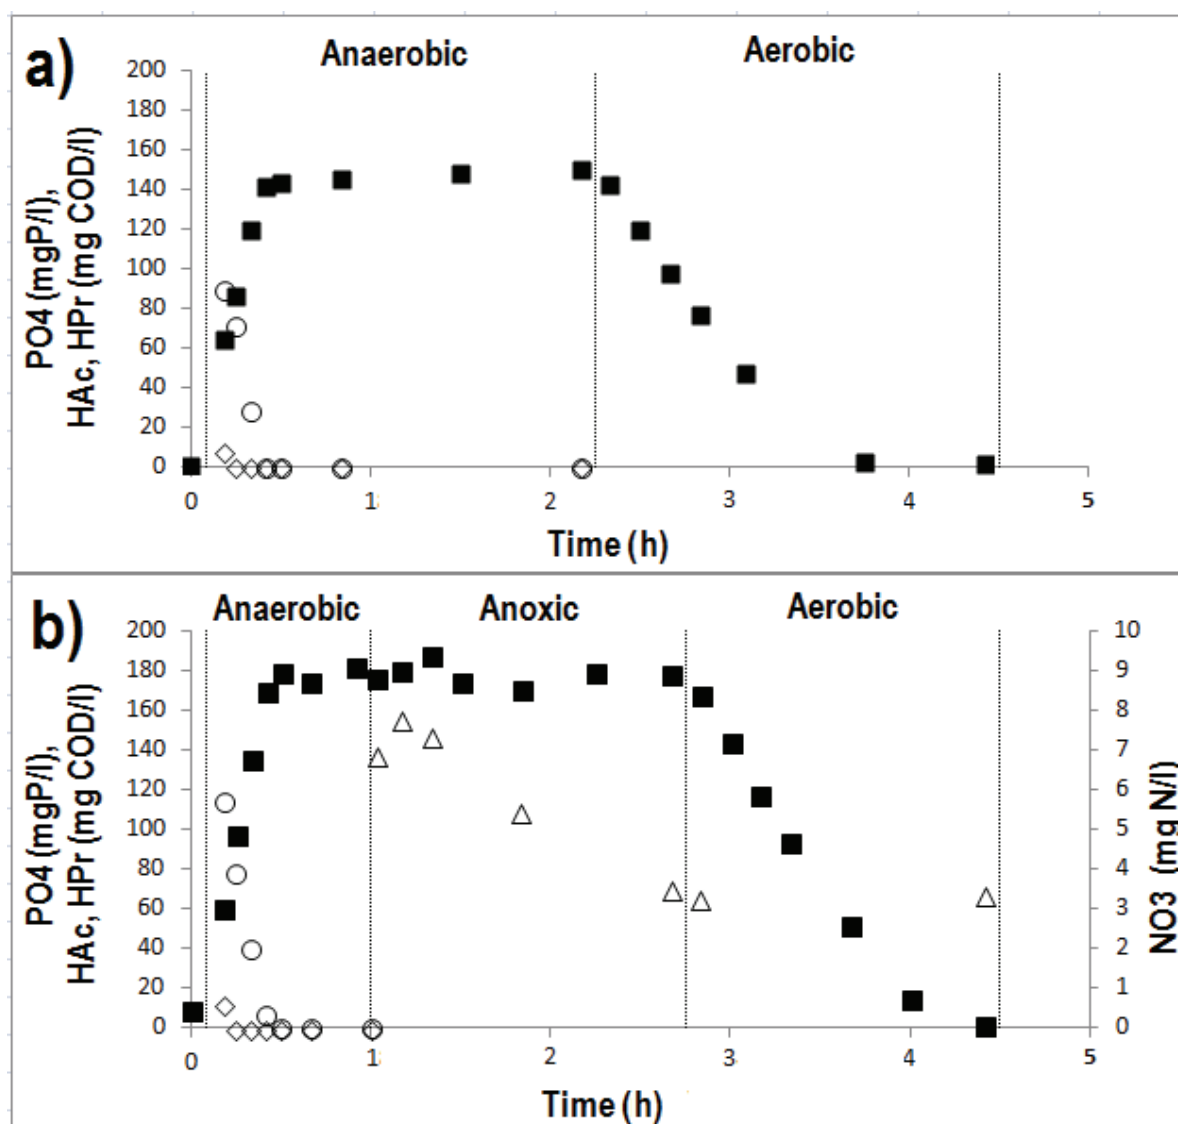 a)
Anaerobic
Aerobic
200
180
160
140
120
100
80
60
40
20
0
PO4 (mgP/l),
HAc, HPr (mg COD/l)
0 1 2 3 4 5
Time (h)
b)
Anaerobic Anoxic Aerobic
200
180
160
140
120
100
80
60
40
20
0
PO4 (mgP/l),
HAc, HPr (mg COD/l)
10
9
8
7
6
5
4
3
2
1
0
NO3 (mg N/l)
0 1 2 3 4 5
Time (h)